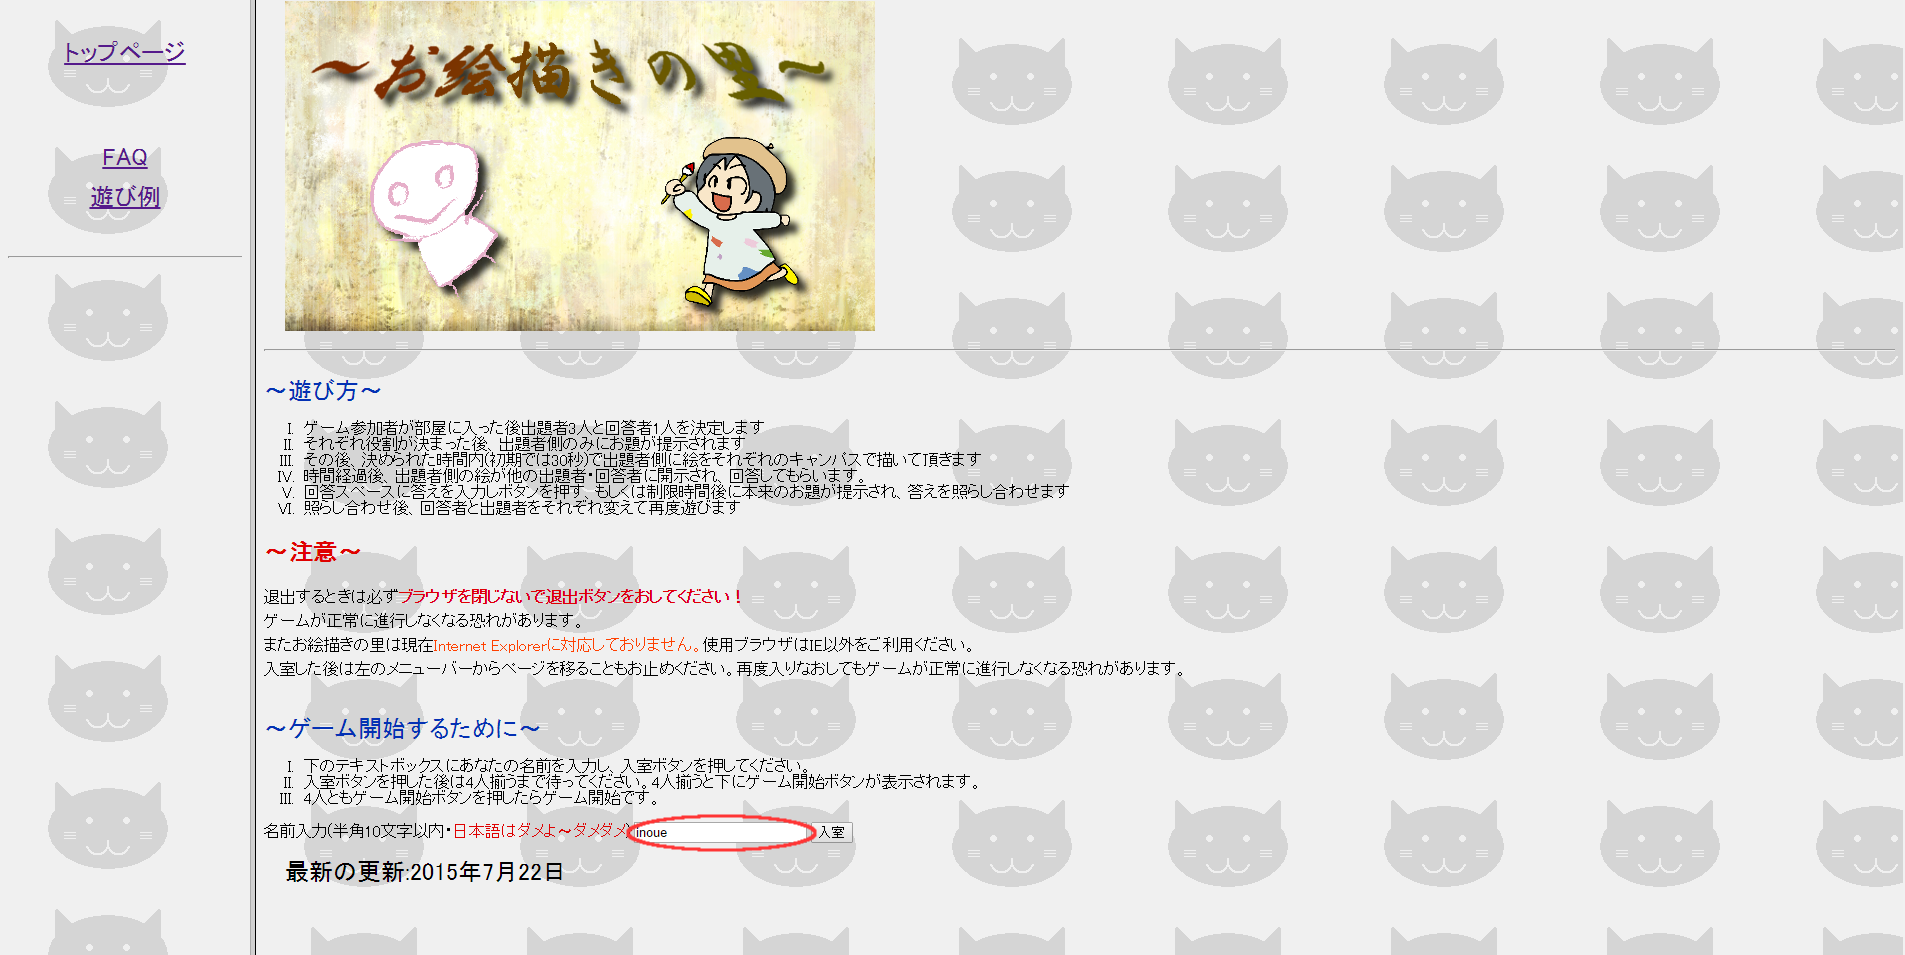 トップページ
FAQ
遊び例
～お絵描きの里～
～遊び方～
I. ゲーム参加者が部屋に入った後出題者3人と回答者1人を決定します
II. それぞれ役割が決まった後、出題者側のみにお題が提示されます
III. その後、決められた時間内(初期では30秒)で出題者側に絵をそれぞれのキャンバスで描いて頂きます
IV. 時間経過後、出題者側の絵が他の出題者・回答者に開示され、回答してもらいます。
V. 回答スペースに答えを入力しボタンを押す、もしくは制限時間後に本来のお題が提示され、答えを照らし合わせます
VI. 照らし合わせ後、回答者と出題者をそれぞれ変えて再度遊びます
～注意～
退出するときは必ずブラウザを閉じないで退出ボタンをおしてください！
ゲームが正常に進行しなくなる恐れがあります。
またお絵描きの里は現在Internet Explorerに対応しておりません。使用ブラウザはIE以外をご利用ください。
入室した後は左のメニューバーからページを移ることもお止めください。再度入りなおしてもゲームが正常に進行しなくなる恐れがあります。
～ゲーム開始するために～
I. 下のテキストボックスにあなたの名前を入力し、入室ボタンを押してください。
II. 入室ボタンを押した後は4人揃うまで待ってください。4人揃うと下にゲーム開始ボタンが表示されます。
III. 4人ともゲーム開始ボタンを押したらゲーム開始です。
名前入力(半角10文字以内・日本語はダメよ～ダメダメ) inoue 入室
最新の更新:2015年7月22日